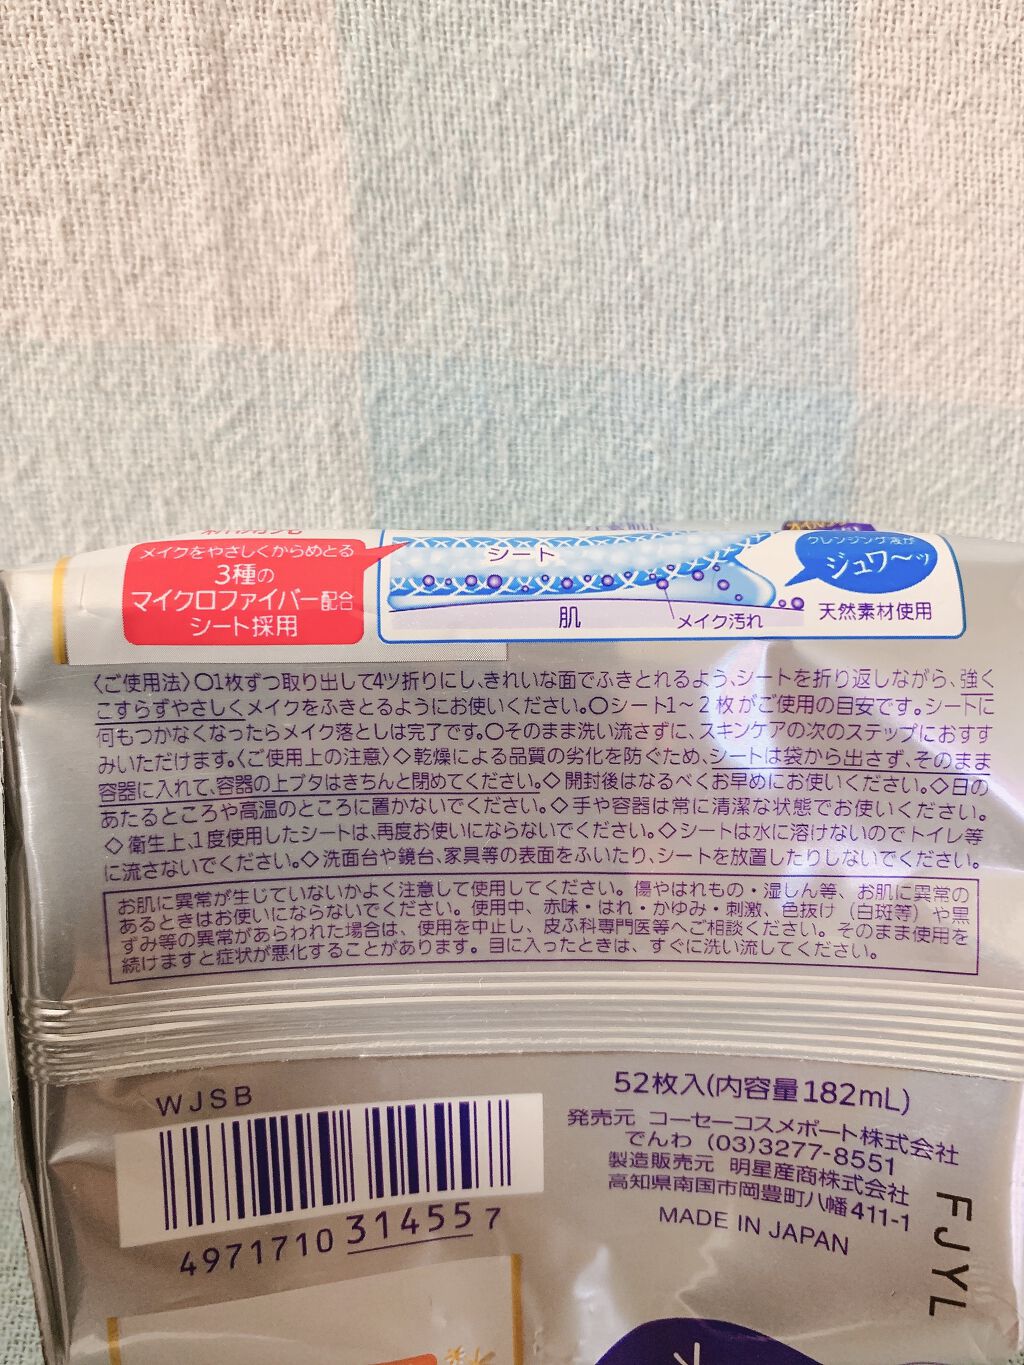 メイクをやさしくからめとる
3種の
マイクロファイバー配合
シート採用
シート
肌
メイク汚れ
クレンジング液が
ジュワ〜ッ
天然素材使用
〈ご使用法〉○1枚ずつ取り出して4ツ折りにし、きれいな面でふきとれるよう、シートを折り返しながら、強く
こすらずやさしくメイクをふきとるようにお使いください。○シート1〜2枚がご使用の目安です。シートに
何もつかなくなったらメイク落としは完了です。○そのまま洗い流さずに、スキンケアの次のステップにおすす
みいただけます。〈ご使用上の注意〉◇乾燥による品質の劣化を防ぐため、シートは袋から出さず、そのまま
容器に入れて、容器の上ブタはきちんと閉めてください。◇開封後はなるべくお早めにお使いください。◇日の
あたるところや高温のところに置かないでください。◇手や容器は常に清潔な状態でお使いください。
◇衛生上、1度使用したシートは、再度お使いにならないでください。◇シートは水に溶けないのでトイレ等
に流さないでください。◇洗面台や鏡台、家具等の表面をふいたり、シートを放置したりしないでください。
お肌に異常が生じていないかよく注意して使用してください。傷やはれもの・湿しん等、お肌に異常の
あるときはお使いにならないでください。使用中、赤味・はれ・かゆみ・刺激、色抜け（白斑等）や黒
ずみ等の異常があらわれた場合は、使用を中止し、皮ふ科専門医等へご相談ください。そのまま使用を
続けますと症状が悪化することがあります。目に入ったときは、すぐに洗い流してください。
WJSB
4971710 314557
52枚入(内容量182mL)
発売元 コーセーコスメポート株式会社
でんわ (03)3277-8551
製造販売元 明星産商株式会社
高知県南国市岡豊町八幡411-1
MADE IN JAPAN
FJYL